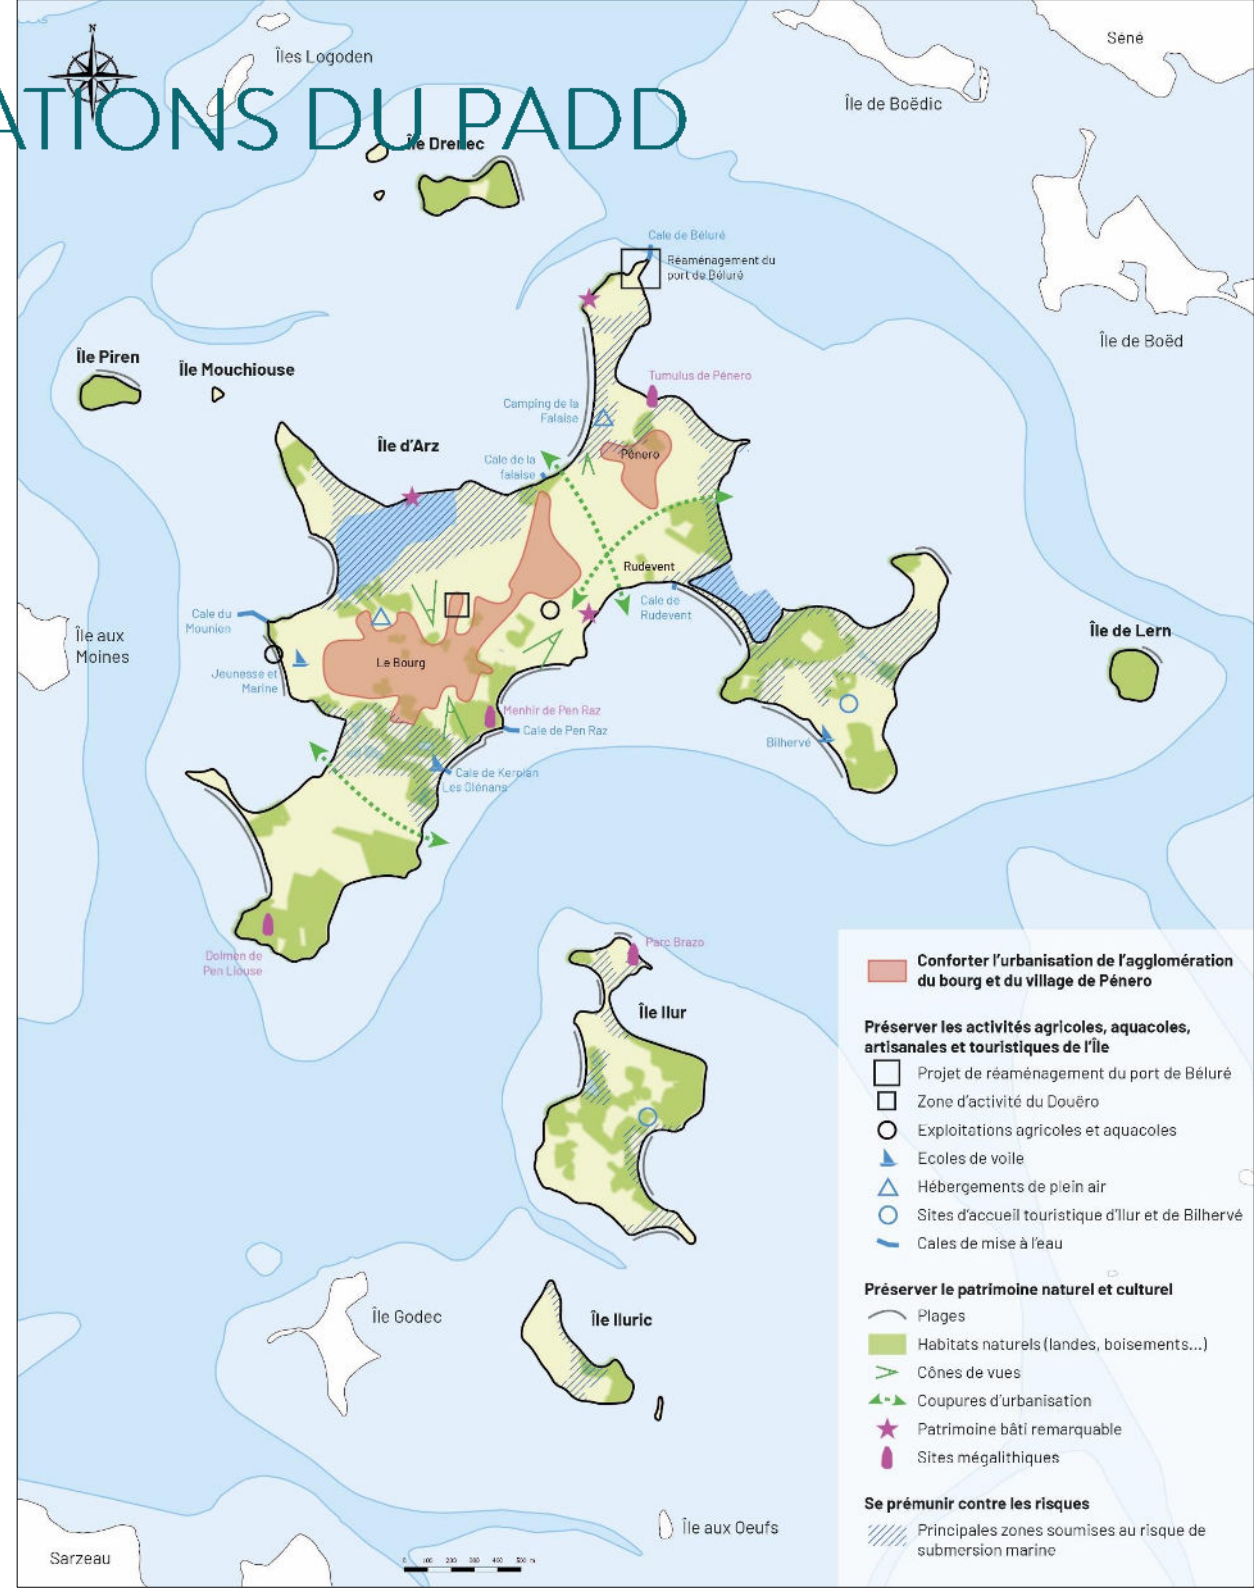 N
Îles Logoden
Séné
Île de Boëdic
ATIONS DU PADD
Île Drenec
Cale de Béluré
Réaménagement du
port de Béluré
Île de Boëd
Île Piren
Île Mouchiouse
Tumulus de Pénero
Camping de la
Falaise
Île d'Arz
Cale de la
falaise
Pénero
Rudevent
Cale de
Rudevent
Cale du
Mounien
Île aux
Moines
Île de Lern
Le Bourg
Jeunesse et
Marine
Menhir de Pen Raz
Cale de Pen Raz
Bilhervé
Cale de Kerolan
Les Glénans
Dolmen de
Pen Liouse
Parc Brazo
Île Ilur
Conforter l'urbanisation de l'agglomération
du bourg et du village de Pénero
Préserver les activités agricoles, aquacoles,
artisanales et touristiques de l'Île
Projet de réaménagement du port de Béluré
Zone d'activité du Douëro
Exploitations agricoles et aquacoles
Ecoles de voile
Hébergements de plein air
Sites d'accueil touristique d'Ilur et de Bilhervé
Cales de mise à l'eau
Préserver le patrimoine naturel et culturel
Plages
Habitats naturels (landes, boisements...)
Cônes de vues
Coupures d'urbanisation
Patrimoine bâti remarquable
Sites mégalithiques
Se prémunir contre les risques
Principales zones soumises au risque de
submersion marine
Île Godec
Île Iluric
Île aux Oeufs
Sarzeau
0 100 200 300 400 500 m